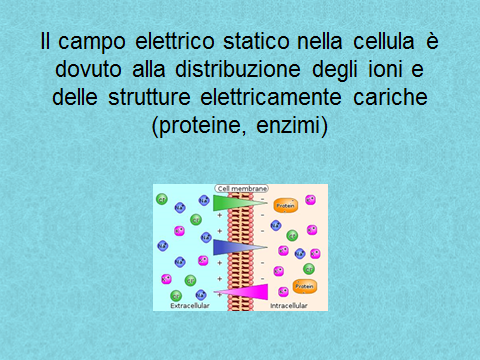 Il campo elettrico statico nella cellula è
dovuto alla distribuzione degli ioni e
delle strutture elettricamente cariche
(proteine, enzimi)
Cell membrane
Protein
Protein
Extracellular
Intracellular